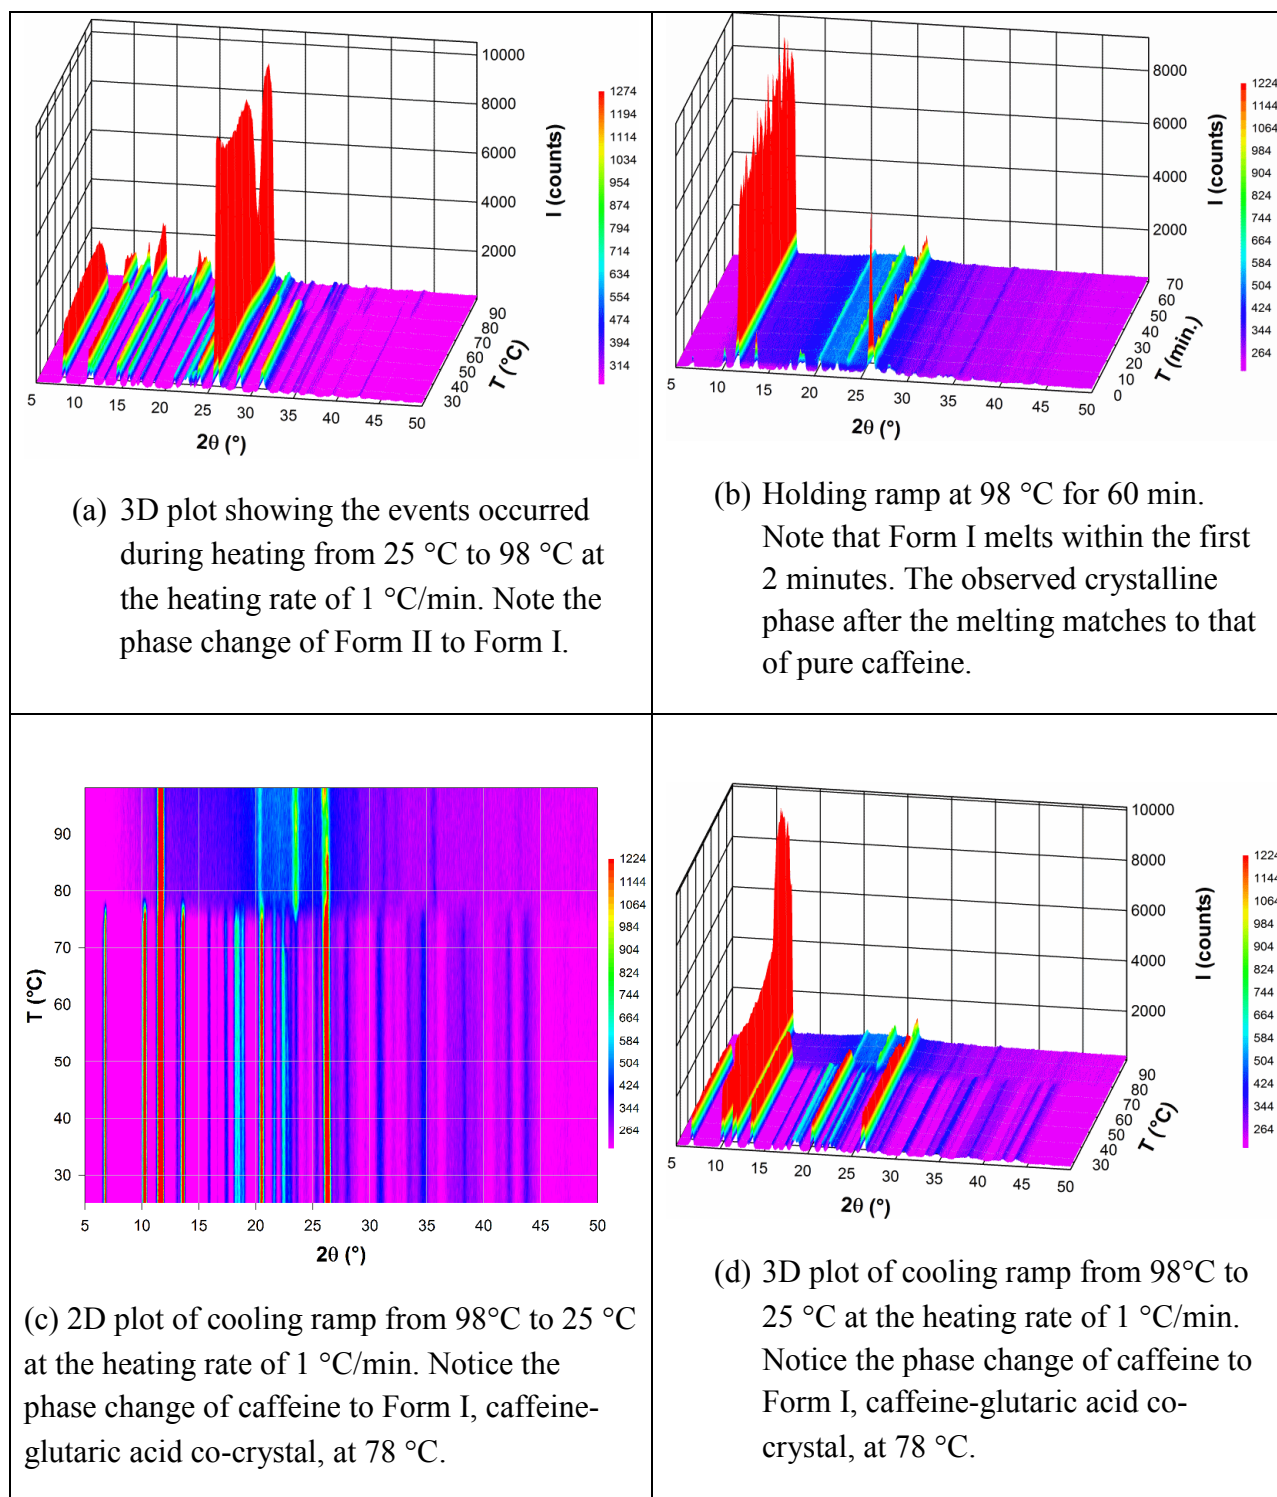 10000
8000
6000
4000
2000
I (counts)
1274
1194
1114
1034
954
874
794
714
634
554
474
394
314
90
80
70
60
50
40
30
T (°C)
5 10 15 20 25 30 35 40 45 50
2θ (°)
(a) 3D plot showing the events occurred
during heating from 25 °C to 98 °C at
the heating rate of 1 °C/min. Note the
phase change of Form II to Form I.
8000
6000
4000
2000
I (counts)
1224
1144
1064
984
904
824
744
664
584
504
424
344
264
70
60
50
40
30
20
10
0
T (min.)
5 10 15 20 25 30 35 40 45 50
2θ (°)
(b) Holding ramp at 98 °C for 60 min.
Note that Form I melts within the first
2 minutes. The observed crystalline
phase after the melting matches to that
of pure caffeine.
90
80
70
60
50
40
30
T (°C)
5 10 15 20 25 30 35 40 45 50
2θ (°)
1224
1144
1064
984
904
824
744
664
584
504
424
344
264
(c) 2D plot of cooling ramp from 98°C to 25 °C
at the heating rate of 1 °C/min. Notice the
phase change of caffeine to Form I, caffeine-
glutaric acid co-crystal, at 78 °C.
10000
8000
6000
4000
2000
I (counts)
1224
1144
1064
984
904
824
744
664
584
504
424
344
264
90
80
70
60
50
40
30
T (°C)
5 10 15 20 25 30 35 40 45 50
2θ (°)
(d) 3D plot of cooling ramp from 98°C to
25 °C at the heating rate of 1 °C/min.
Notice the phase change of caffeine to
Form I, caffeine-glutaric acid co-
crystal, at 78 °C.